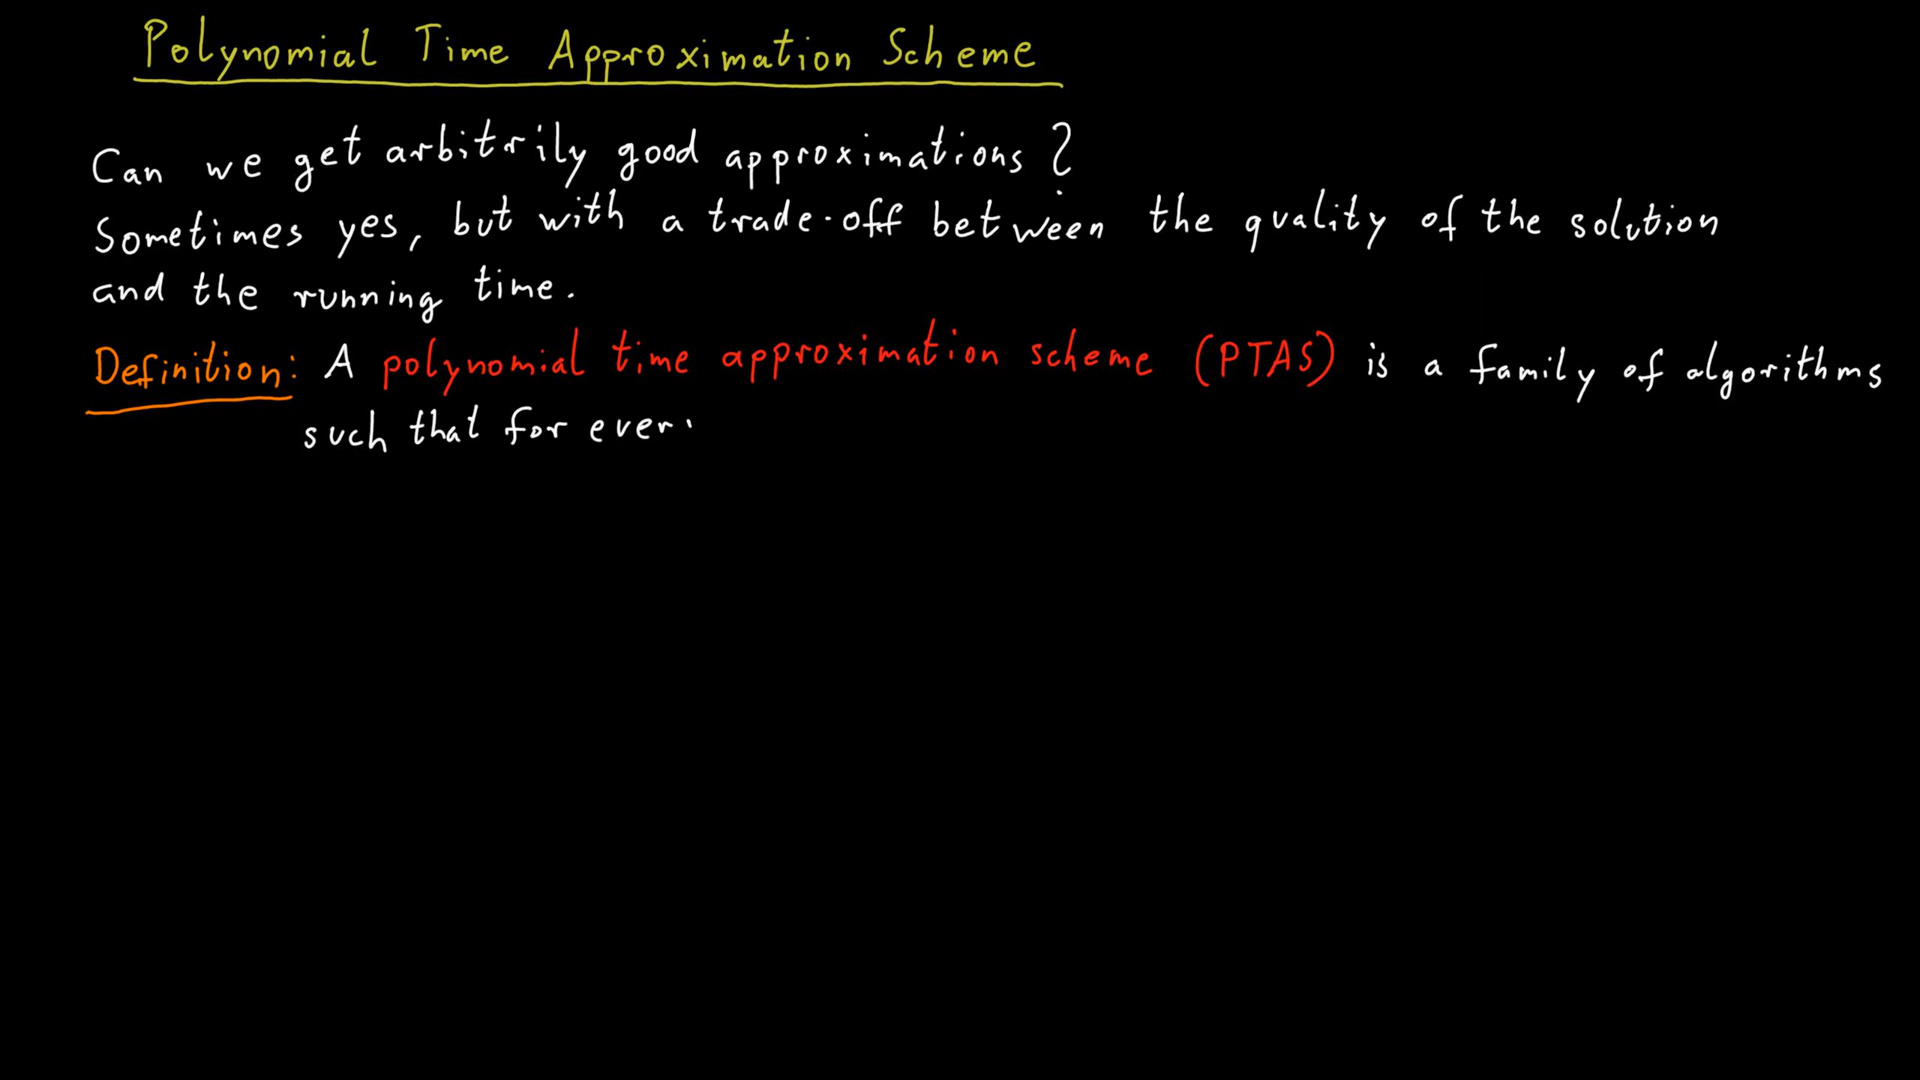 Polynomial Time Approximation Scheme
Can we get arbitrily good approximations?
Sometimes yes, but with a trade-off between the quality of the solution
and the running time.
Definition: A polynomial time approximation scheme (PTAS) is a family of algorithms
such that for ever